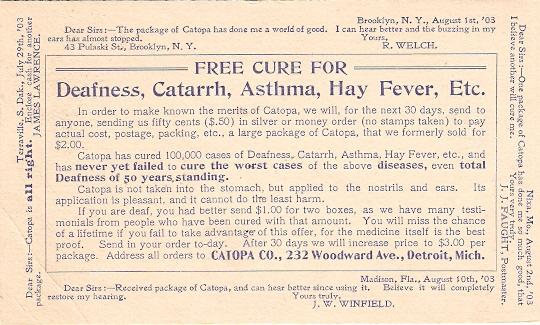 Brooklyn, N. Y., August 1st, '03
Dear Sirs:—The package of Catopa has done me a world of good. I can hear better and the buzzing in my
ears has almost stopped. Yours,
43 Pulaski St., Brooklyn, N. Y. R. WELCH.
FREE CURE FOR
Deafness, Catarrh, Asthma, Hay Fever, Etc.
In order to make known the merits of Catopa, we will, for the next 30 days, send to
anyone, sending us fifty cents ($.50) in silver or money order (no stamps taken) to pay
actual cost, postage, packing, etc., a large package of Catopa, that we formerly sold for
$2.00.
Catopa has cured 100,000 cases of Deafness, Catarrh, Asthma, Hay Fever, etc., and
has never yet failed to cure the worst cases of the above diseases, even total
Deafness of 50 years standing.
Catopa is not taken into the stomach, but applied to the nostrils and ears. Its
application is pleasant, and it cannot do the least harm.
If you are deaf, you had better send $1.00 for two boxes, as we have many testi-
monials from people who have been cured with that amount. You will miss the chance
of a lifetime if you fail to take advantage of this offer, for the medicine itself is the best
proof. Send in your order to-day. After 30 days we will increase price to $3.00 per
package. Address all orders to CATOPA CO., 232 Woodward Ave., Detroit, Mich.
Madison, Fla., August 10th, '03
Dear Sirs:—Received package of Catopa, and can hear better since using it. Believe it will completely
restore my hearing. Yours truly,
J. W. WINFIELD.
Terraville, S. Dak., July 29th, '03
Dear Sirs:—Catopa is all right. Enclose cash for another
package. JAMES LAWRENCE.
Nixa, Mo., August 2nd, '03
Dear Sirs:—One package of Catopa has done me so much good, that
I believe another will cure me. Yours very truly,
J. J. FAUGHT, Postmaster.